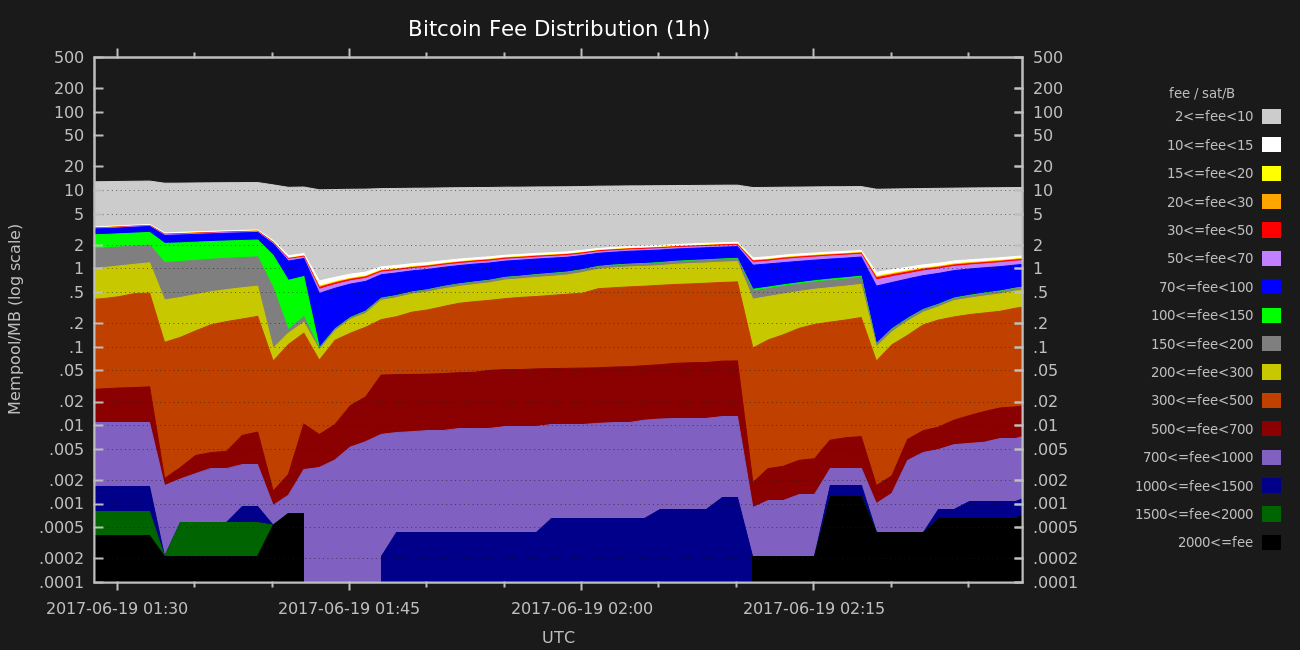 Bitcoin Fee Distribution (1h)
500 500
200 200
100 100
50 50
20 20
10 10
5 5
2 2
1 1
.5 .5
.2 .2
.1 .1
.05 .05
.02 .02
.01 .01
.005 .005
.002 .002
.001 .001
.0005 .0005
.0002 .0002
.0001 .0001
Mempool/MB (log scale)
2017-06-19 01:30 2017-06-19 01:45 2017-06-19 02:00 2017-06-19 02:15
UTC
fee / sat/B
2<=fee<10
10<=fee<15
15<=fee<20
20<=fee<30
30<=fee<50
50<=fee<70
70<=fee<100
100<=fee<150
150<=fee<200
200<=fee<300
300<=fee<500
500<=fee<700
700<=fee<1000
1000<=fee<1500
1500<=fee<2000
2000<=fee